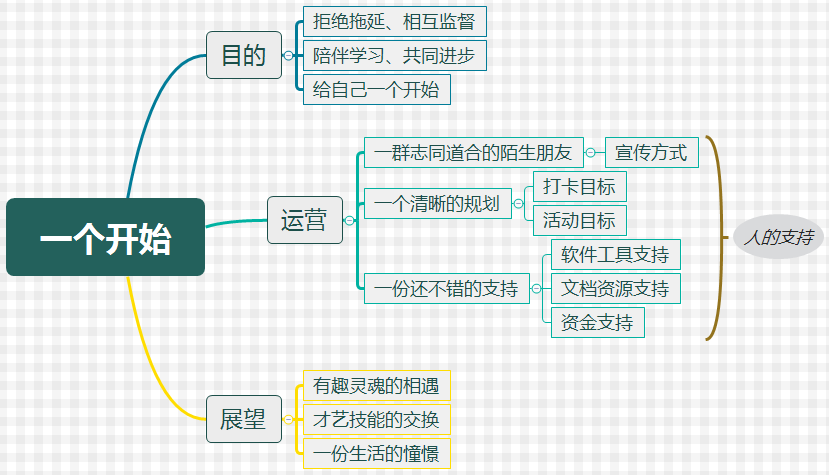 一个开始
目的
拒绝拖延、相互监督
陪伴学习、共同进步
给自己一个开始
运营
一群志同道合的陌生朋友
宣传方式
一个清晰的规划
打卡目标
活动目标
一份还不错的支持
软件工具支持
文档资源支持
资金支持
人的支持
展望
有趣灵魂的相遇
才艺技能的交换
一份生活的憧憬